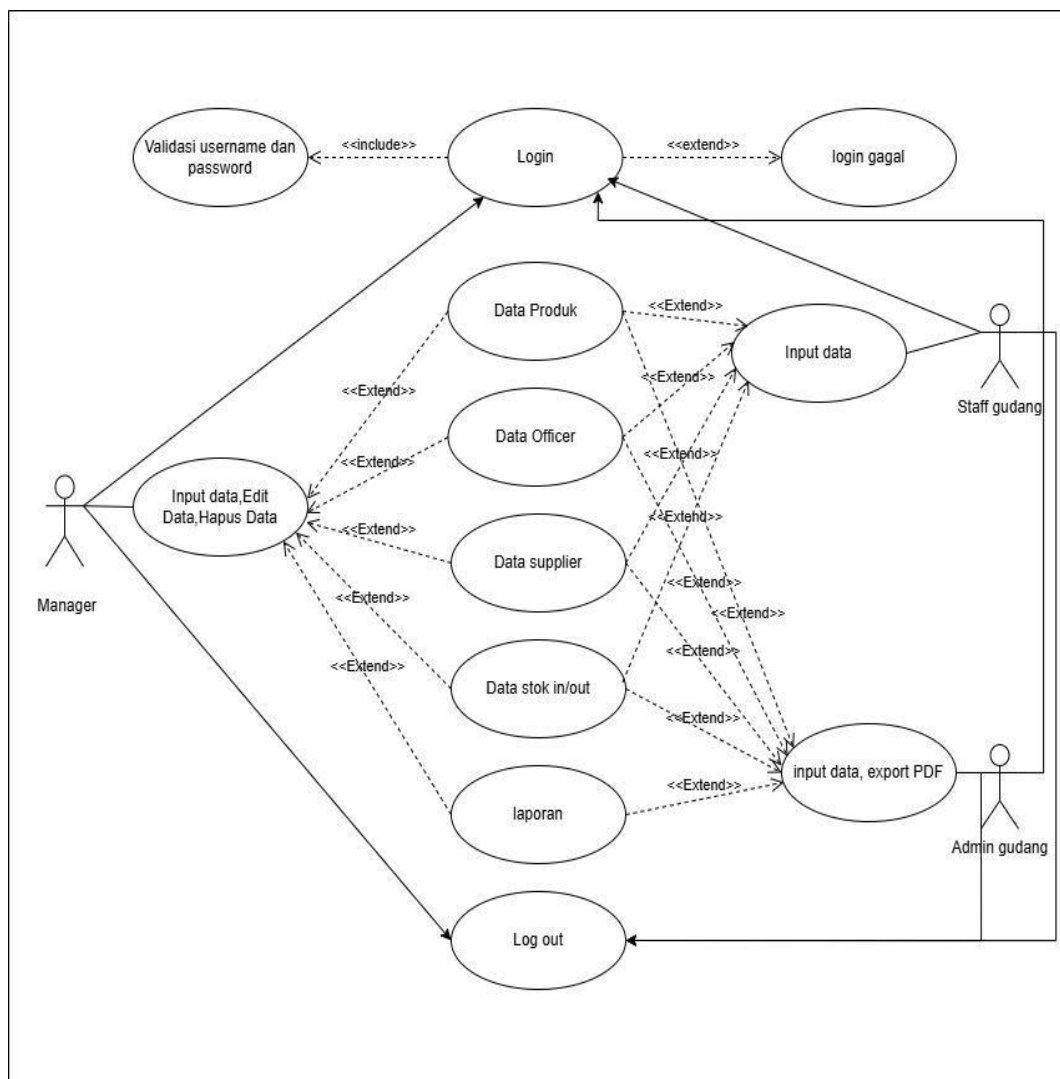 Validasi username dan
password
<<include>>
Login
<<extend>>
login gagal
Data Produk
<<Extend>>
Input data
<<Extend>>
<<Extend>>
Staff gudang
Data Officer
<<Extend>>
<<Extend>>
Input data,Edit
Data,Hapus Data
<<Extend>>
<<Extend>>
Manager
Data supplier
<<Extend>>
<<Extend>>
<<Extend>>
<<Extend>>
<<Extend>>
Data stok in/out
<<Extend>>
input data, export PDF
<<Extend>>
laporan
Admin gudang
Log out